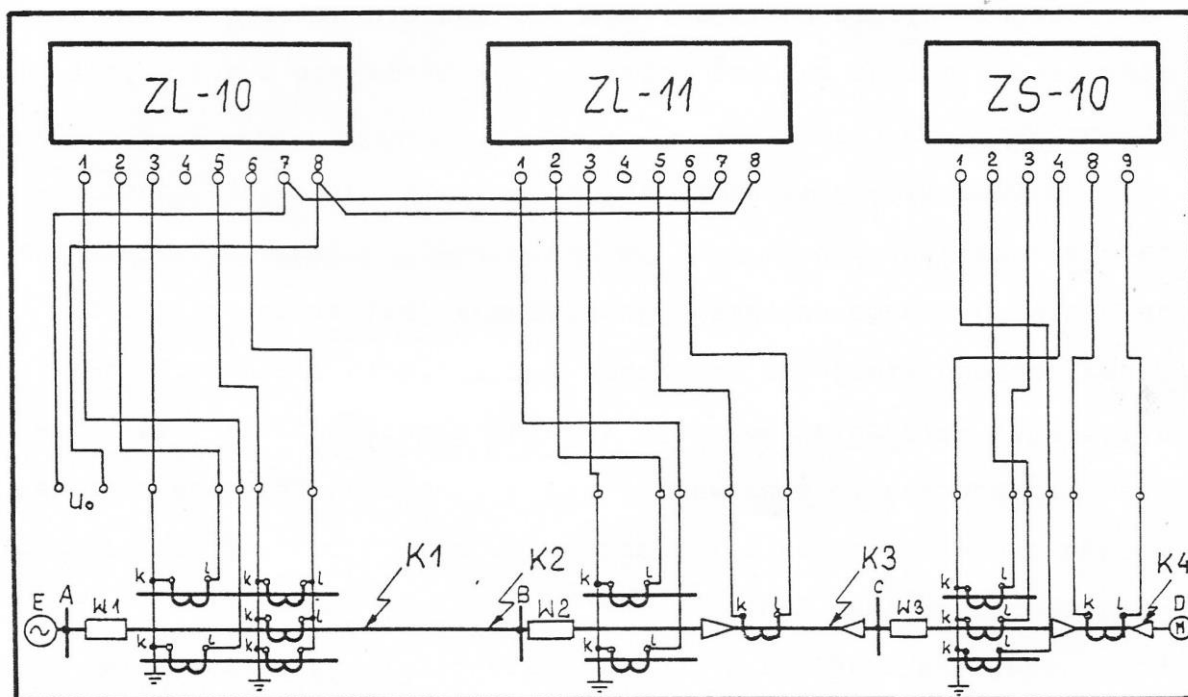 ZL-10 ZL-11 ZS-10
1 2 3 4 5 6 7 8 1 2 3 4 5 6 7 8 1 2 3 4 8 9
U₀
K1 K2 K3 K4
k l k l k l k l
E A W1 k l B W2 k l C W3 k l k l D
M
k l k l k l k l